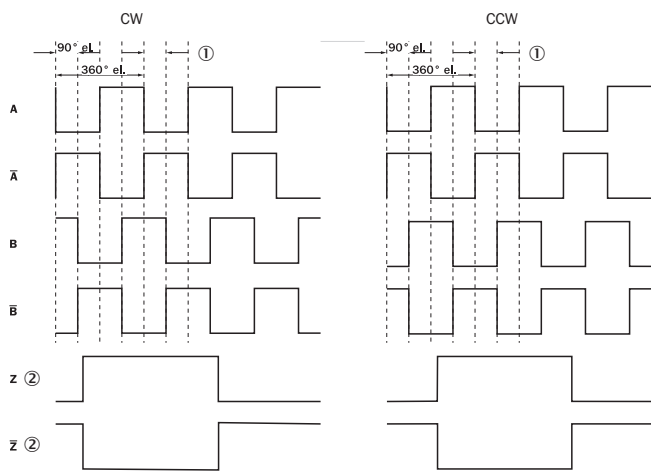 CW CCW
90° el. ① 90° el. ①
360° el. 360° el.
A
A̅
B
B̅
Z ②
Z̅ ②